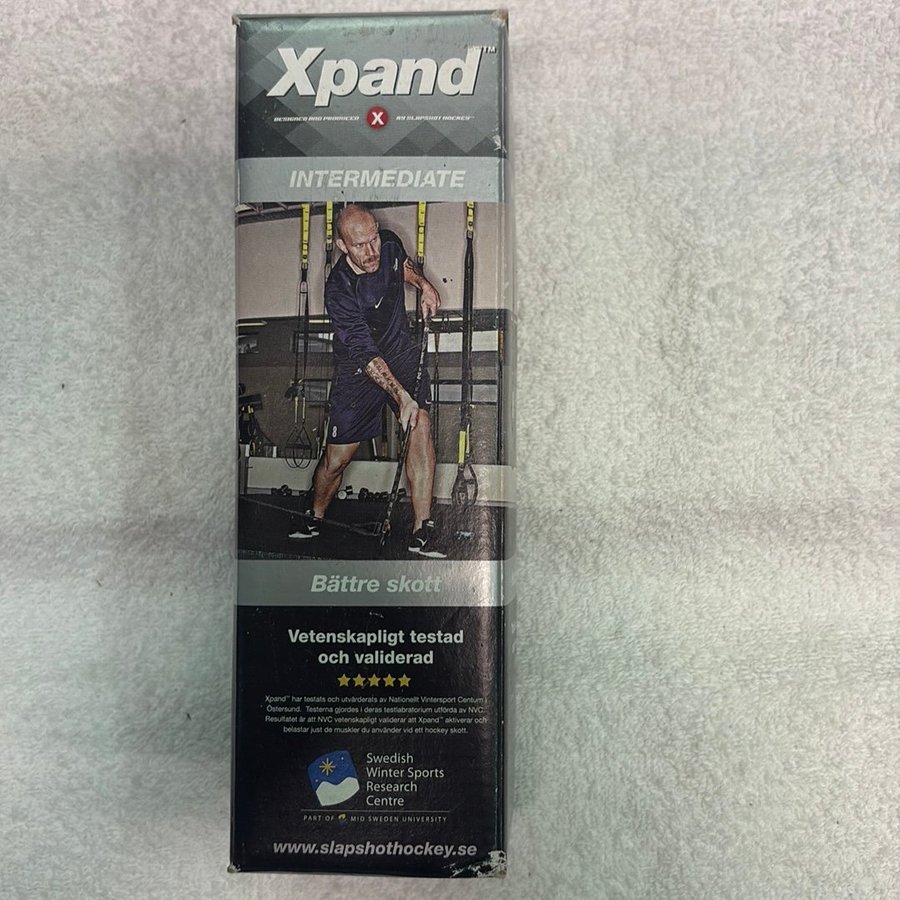 Xpand™
DESIGNED AND PRODUCED X BY SLAPSHOT HOCKEY™
INTERMEDIATE
8
Bättre skott
Vetenskapligt testad
och validerad
Xpand™ har testats och utvärderats av Nationellt Vintersport Centum i
Östersund. Testerna gjordes i deras testlabratorium utförda av NVC.
Resultatet är att NVC vetenskapligt validerar att Xpand™ aktiverar och
belastar just de muskler du använder vid ett hockey skott.
Swedish
Winter Sports
Research
Centre
PART OF MID SWEDEN UNIVERSITY
www.slapshothockey.se